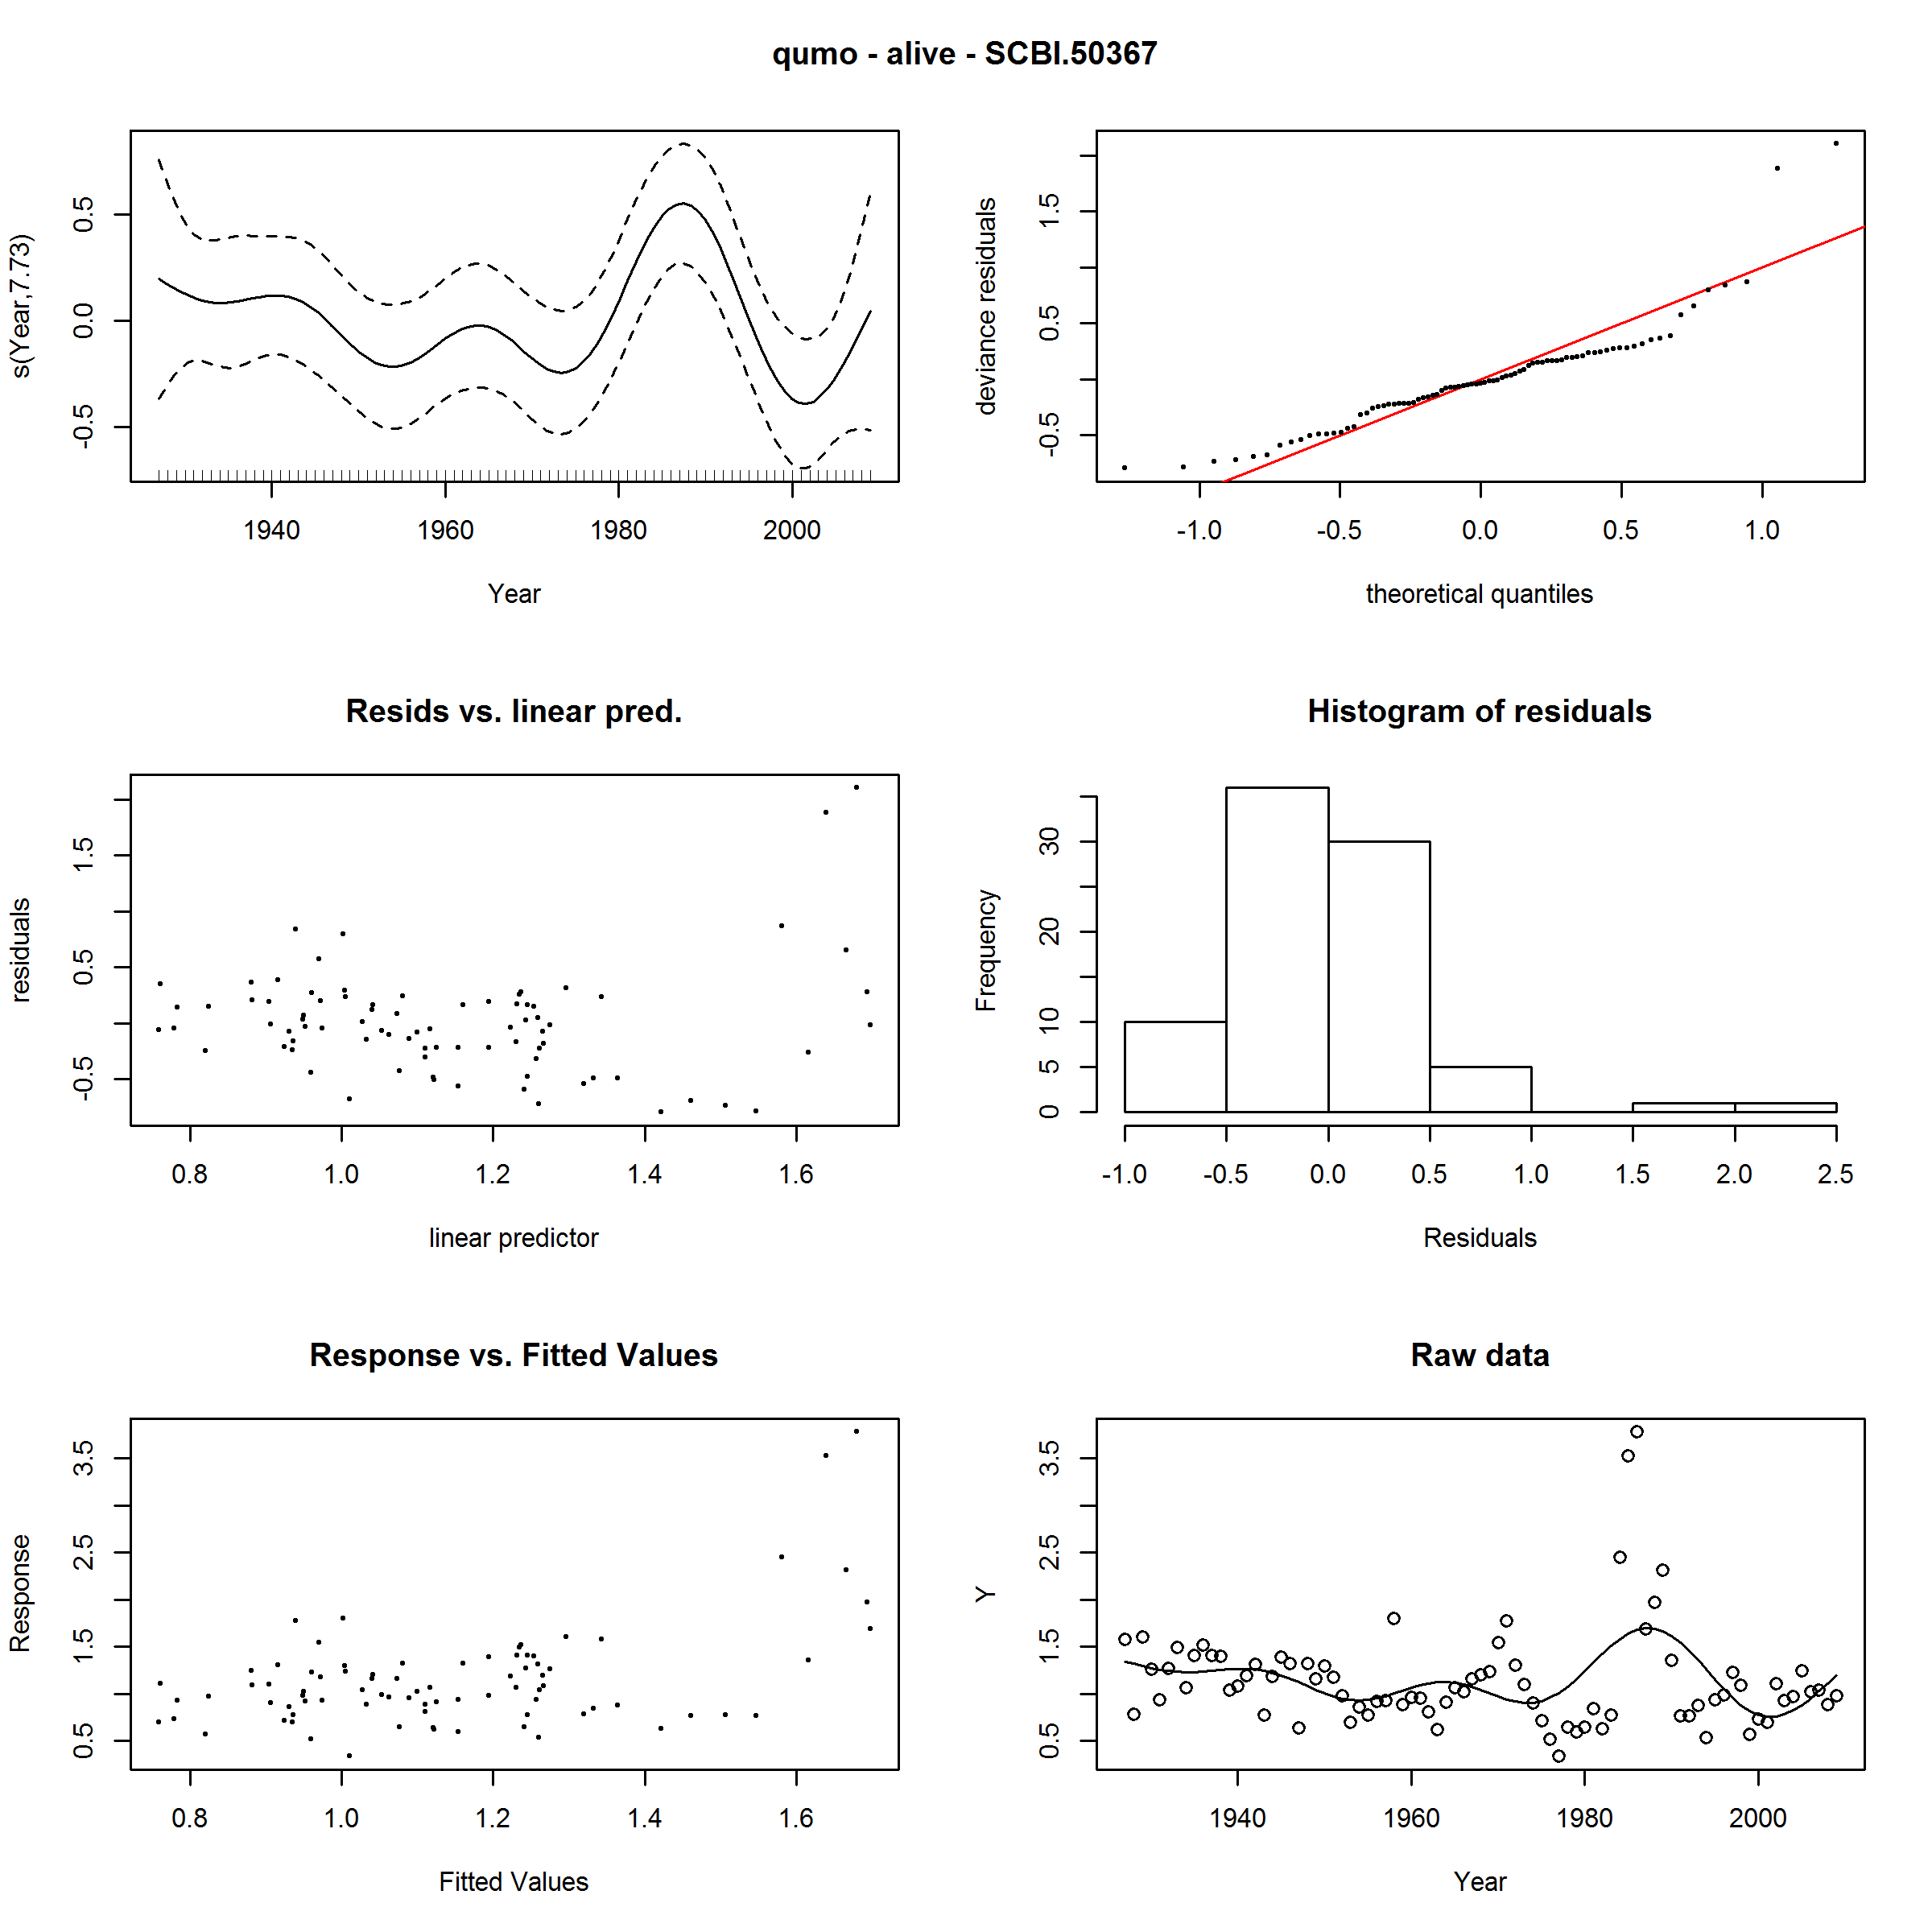 qumo - alive - SCBI.50367
s(Year,7.73)
-0.5 0.0 0.5
1940 1960 1980 2000
Year
deviance residuals
-0.5 0.5 1.5
-1.0 -0.5 0.0 0.5 1.0
theoretical quantiles
Resids vs. linear pred.
residuals
-0.5 0.5 1.5
0.8 1.0 1.2 1.4 1.6
linear predictor
Histogram of residuals
Frequency
0 5 10 20 30
-1.0 -0.5 0.0 0.5 1.0 1.5 2.0 2.5
Residuals
Response vs. Fitted Values
Response
0.5 1.5 2.5 3.5
0.8 1.0 1.2 1.4 1.6
Fitted Values
Raw data
Y
0.5 1.5 2.5 3.5
1940 1960 1980 2000
Year